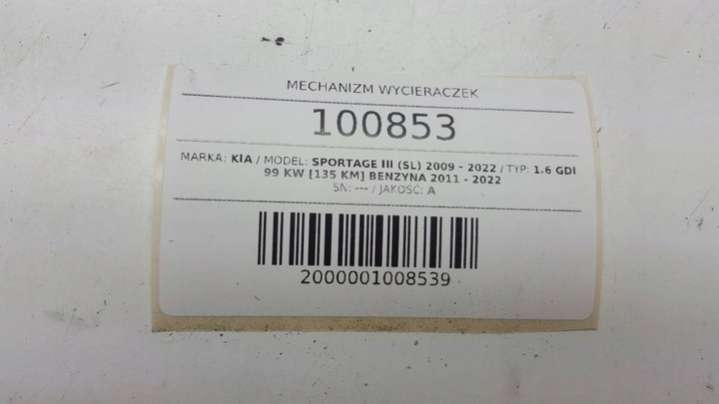 MECHANIZM WYCIERACZEK
100853
MARKA: KIA / MODEL: SPORTAGE III (SL) 2009 - 2022 / TYP: 1.6 GDI
99 KW [135 KM] BENZYNA 2011 - 2022
SN: --- / JAKOŚĆ: A
2000001008539